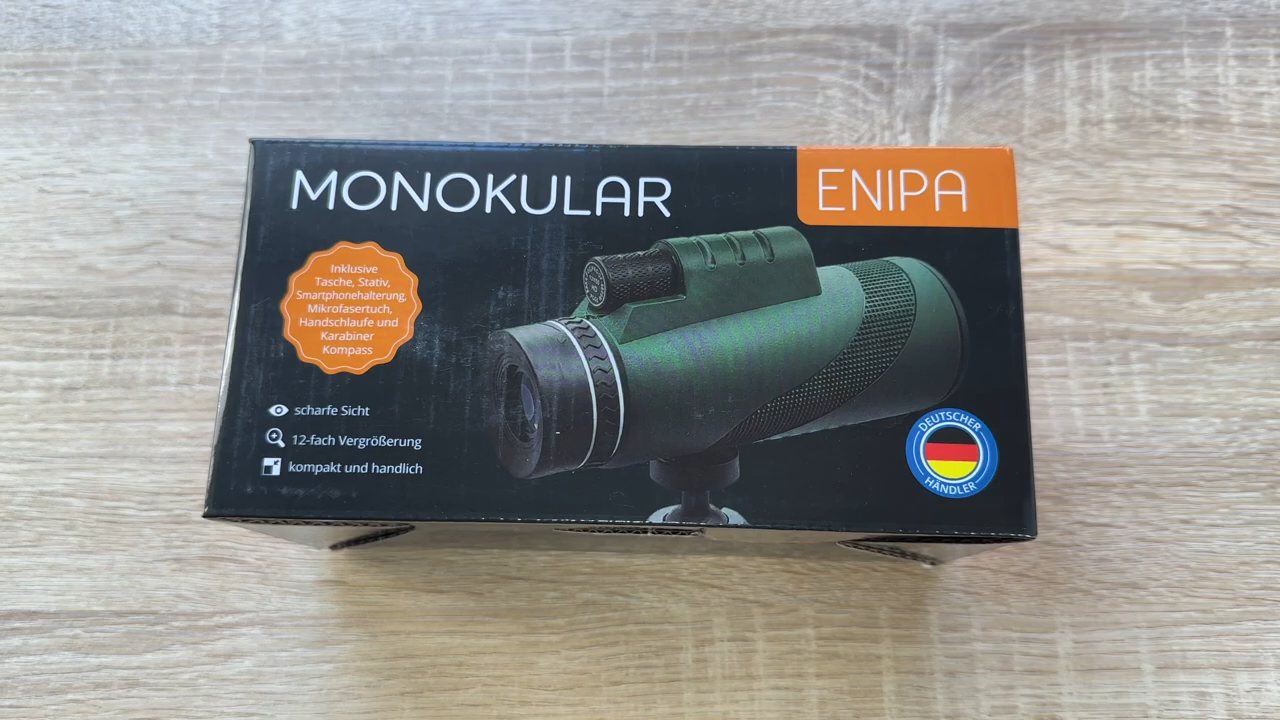 MONOKULAR
ENIPA
Inklusive
Tasche, Stativ,
Smartphonehalterung,
Mikrofasertuch,
Handschlaufe und
Karabiner
Kompass
scharfe Sicht
12-fach Vergrößerung
kompakt und handlich
DEUTSCHER
HÄNDLER